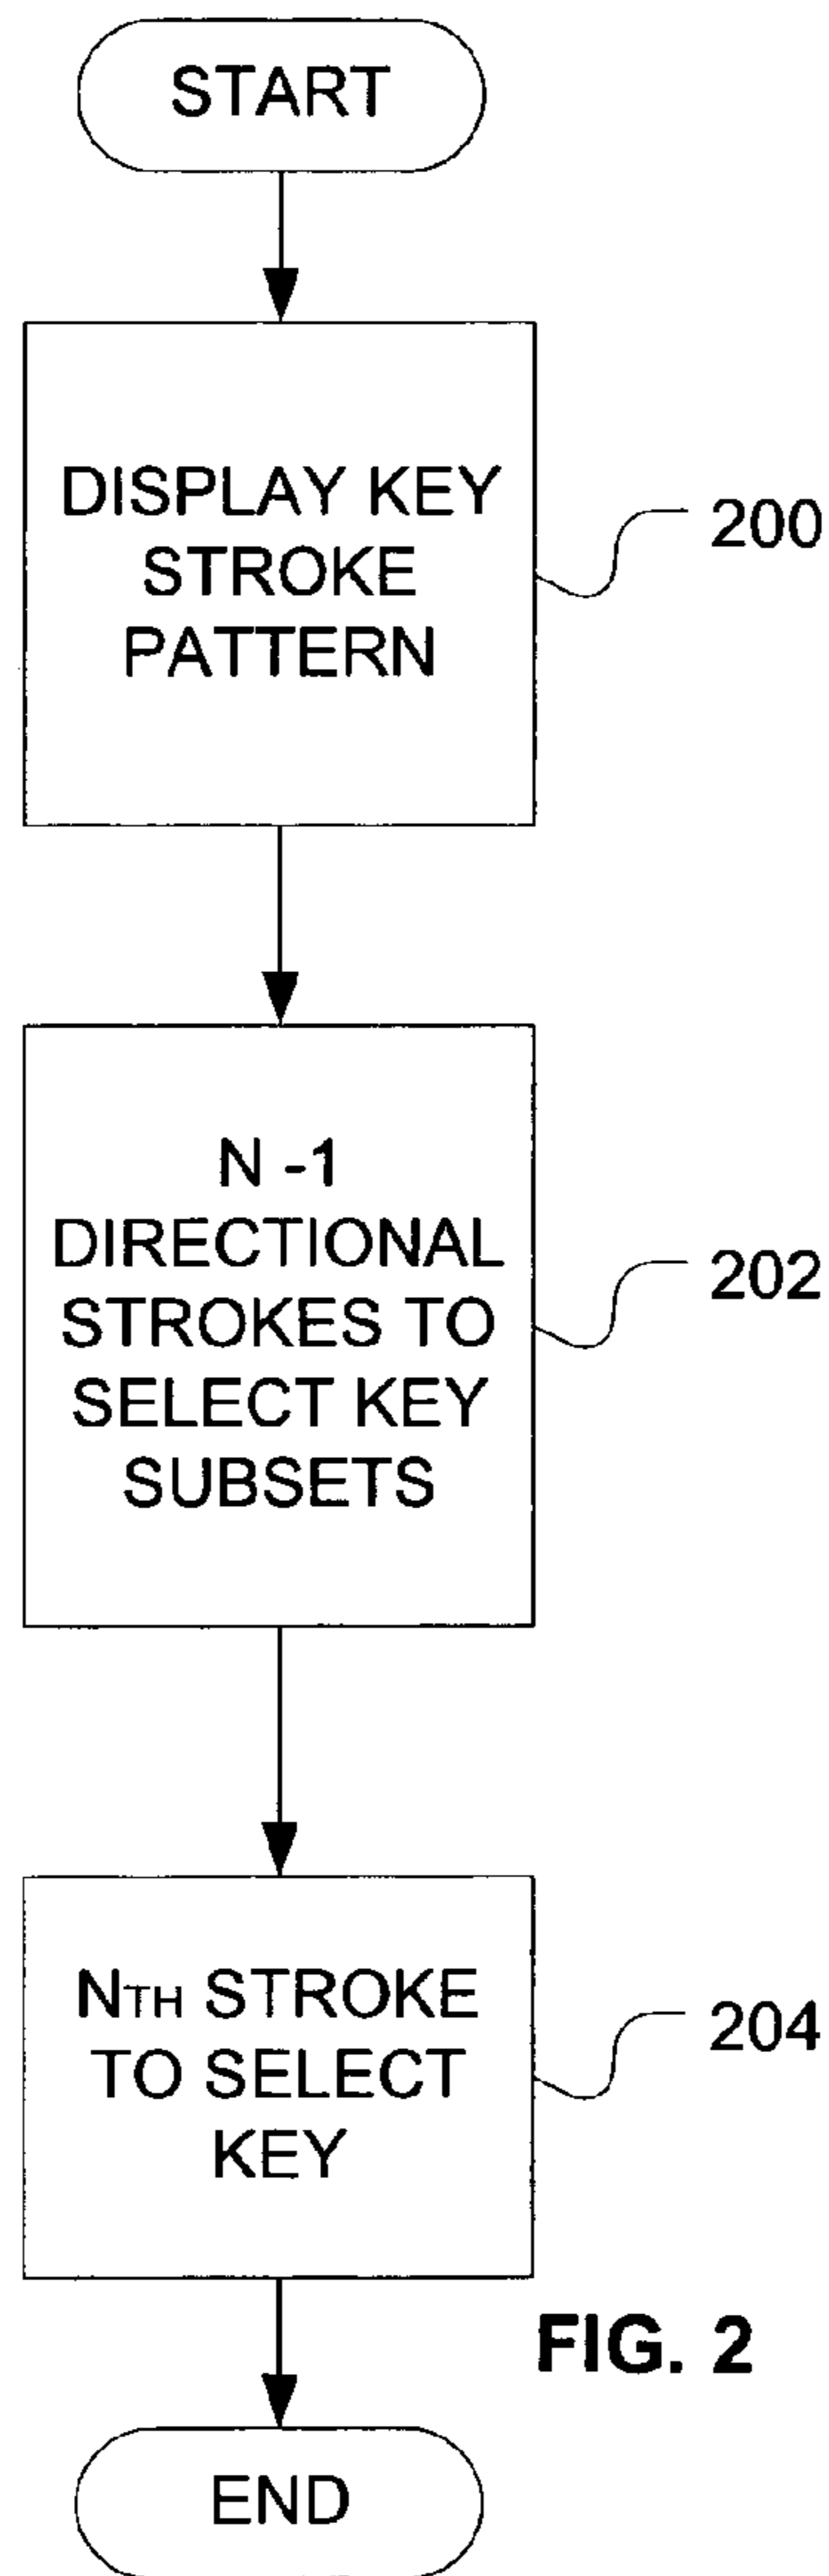 START
DISPLAY KEY
STROKE
PATTERN
200
N -1
DIRECTIONAL
STROKES TO
SELECT KEY
SUBSETS
202
NTH STROKE
TO SELECT
KEY
204
FIG. 2
END